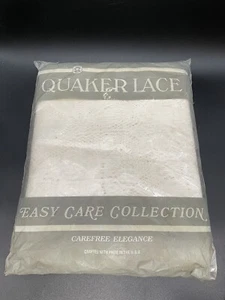 QUAKER LACE
EASY CARE COLLECTION
CAREFREE ELEGANCE